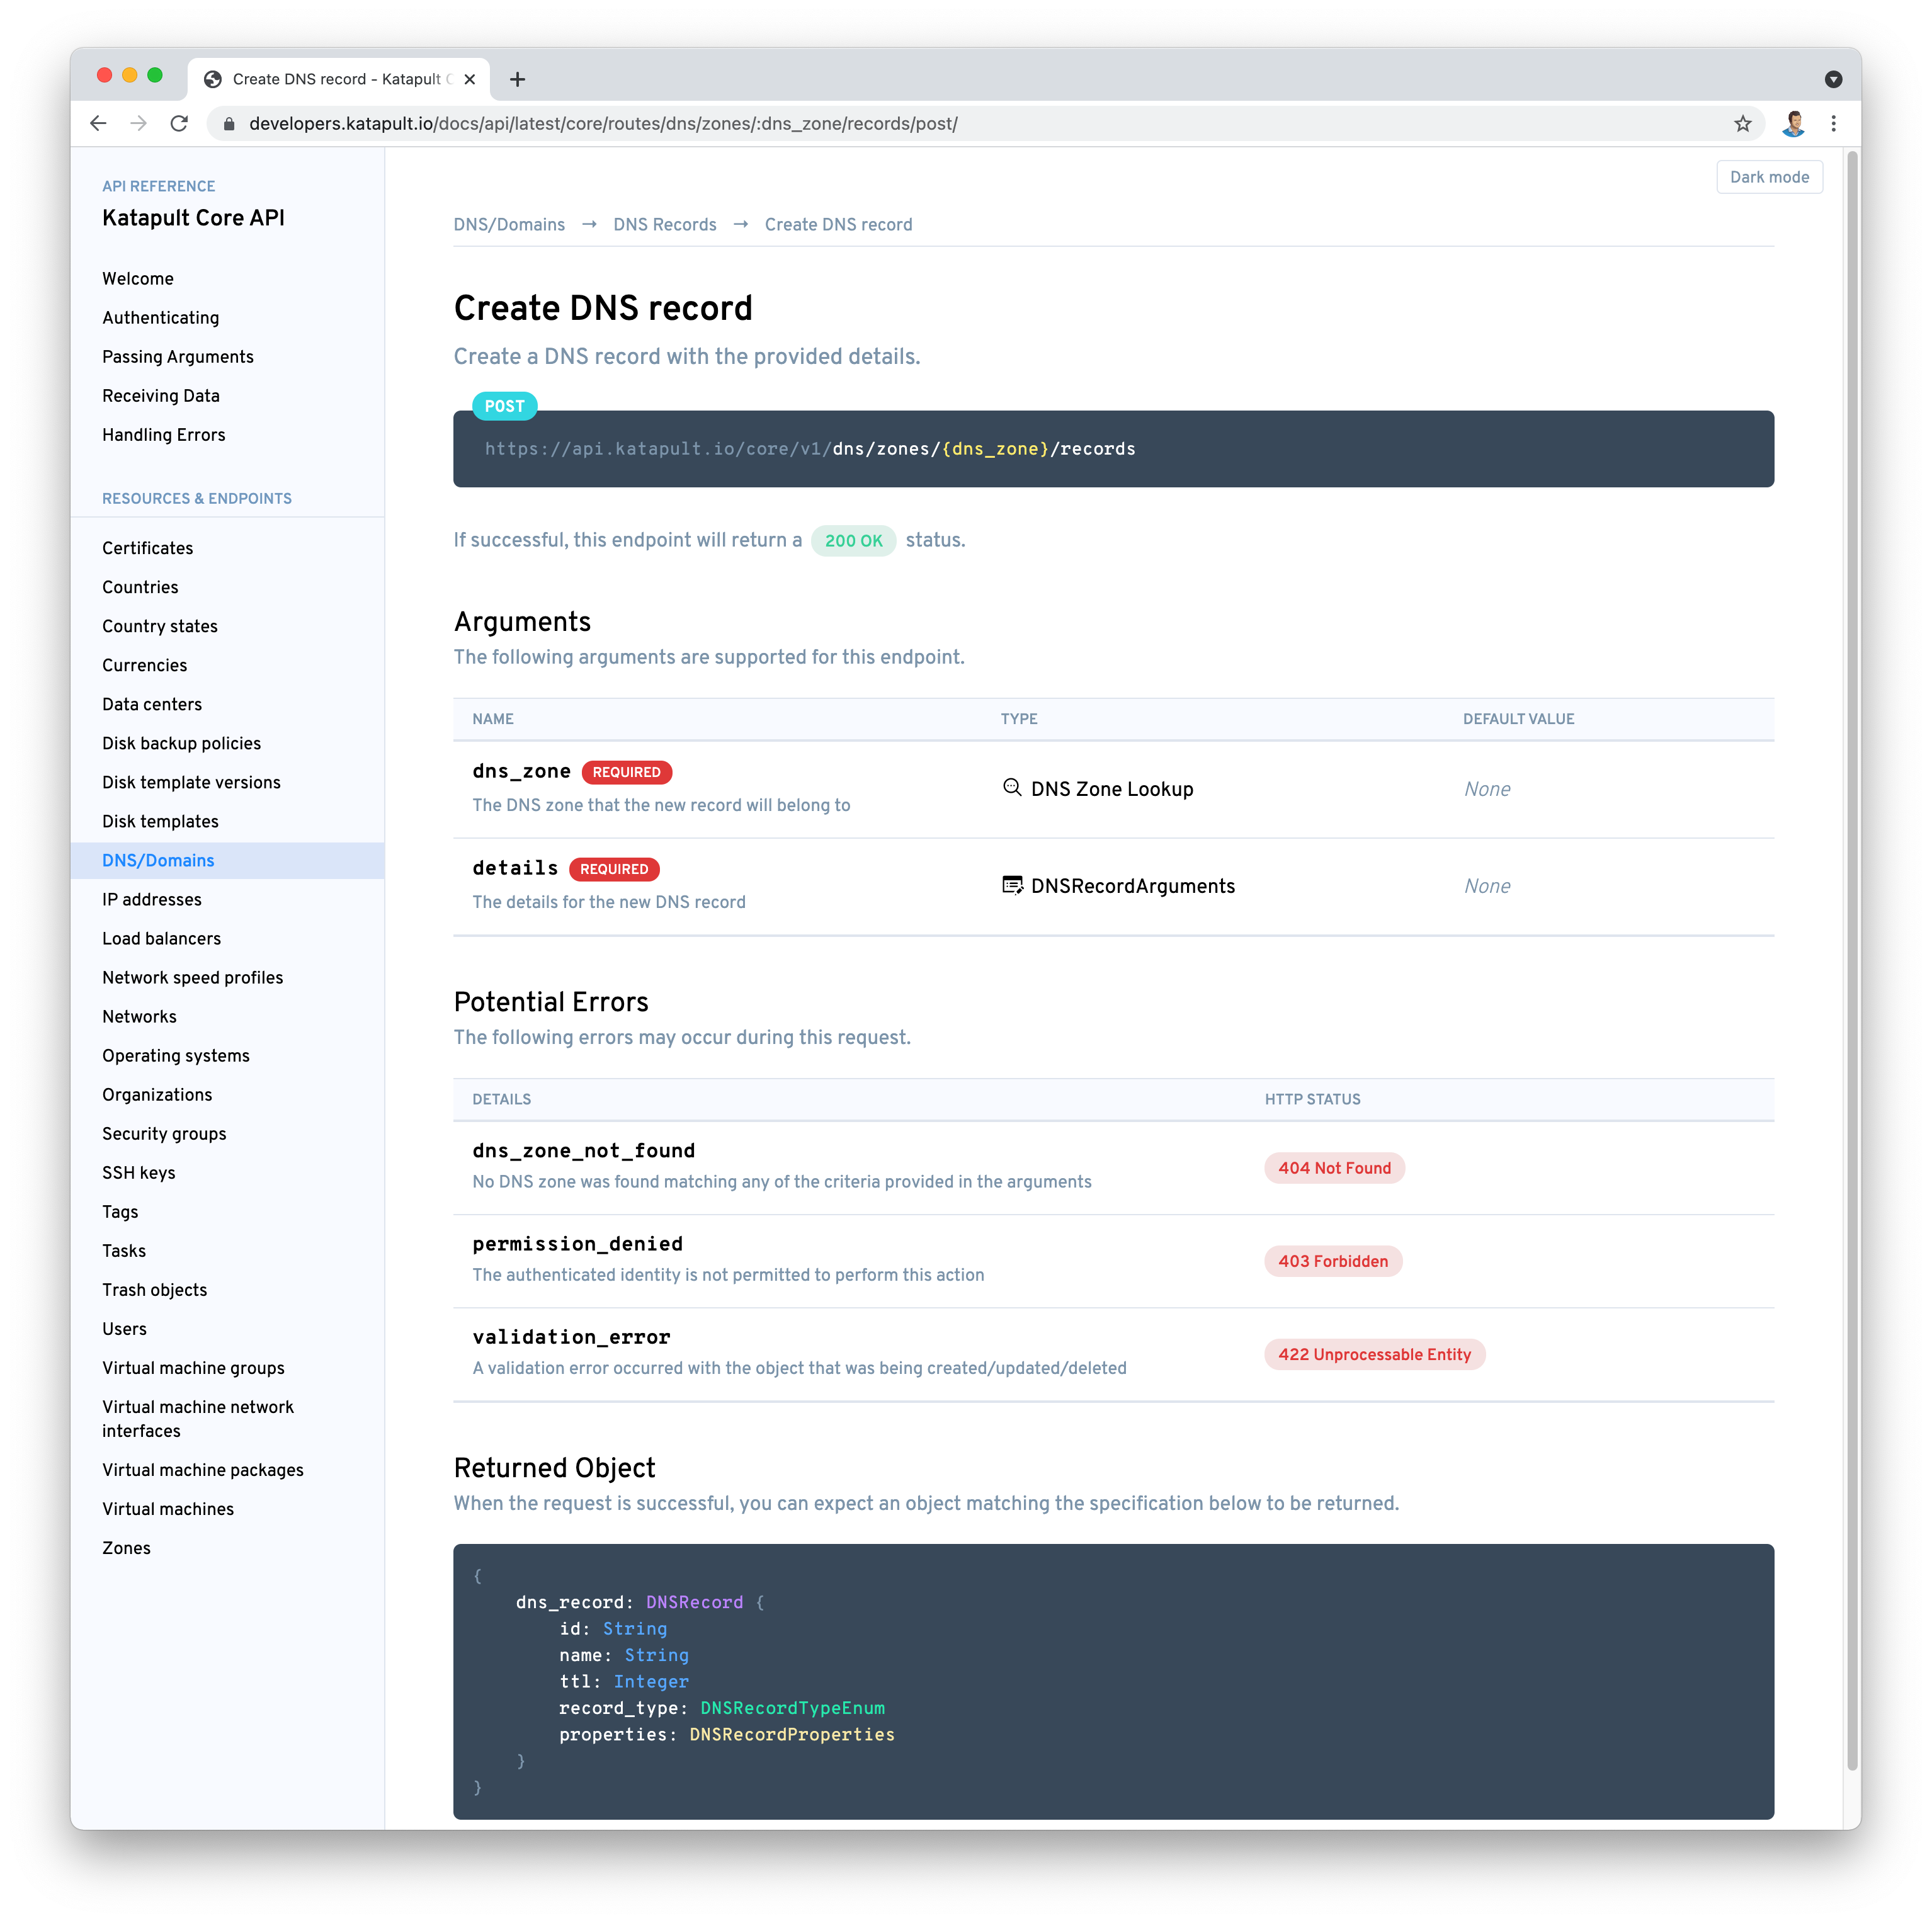 Create DNS record - Katapult C
developers.katapult.io/docs/api/latest/core/routes/dns/zones/:dns_zone/records/post/
API REFERENCE
Katapult Core API
Welcome
Authenticating
Passing Arguments
Receiving Data
Handling Errors
RESOURCES & ENDPOINTS
Certificates
Countries
Country states
Currencies
Data centers
Disk backup policies
Disk template versions
Disk templates
DNS/Domains
IP addresses
Load balancers
Network speed profiles
Networks
Operating systems
Organizations
Security groups
SSH keys
Tags
Tasks
Trash objects
Users
Virtual machine groups
Virtual machine network
interfaces
Virtual machine packages
Virtual machines
Zones
Dark mode
DNS/Domains → DNS Records → Create DNS record
Create DNS record
Create a DNS record with the provided details.
POST
https://api.katapult.io/core/v1/dns/zones/{dns_zone}/records
If successful, this endpoint will return a 200 OK status.
Arguments
The following arguments are supported for this endpoint.
NAME TYPE DEFAULT VALUE
dns_zone REQUIRED
The DNS zone that the new record will belong to
DNS Zone Lookup
None
details REQUIRED
The details for the new DNS record
DNSRecordArguments
None
Potential Errors
The following errors may occur during this request.
DETAILS HTTP STATUS
dns_zone_not_found
No DNS zone was found matching any of the criteria provided in the arguments
404 Not Found
permission_denied
The authenticated identity is not permitted to perform this action
403 Forbidden
validation_error
A validation error occurred with the object that was being created/updated/deleted
422 Unprocessable Entity
Returned Object
When the request is successful, you can expect an object matching the specification below to be returned.
{
dns_record: DNSRecord {
id: String
name: String
ttl: Integer
record_type: DNSRecordTypeEnum
properties: DNSRecordProperties
}
}